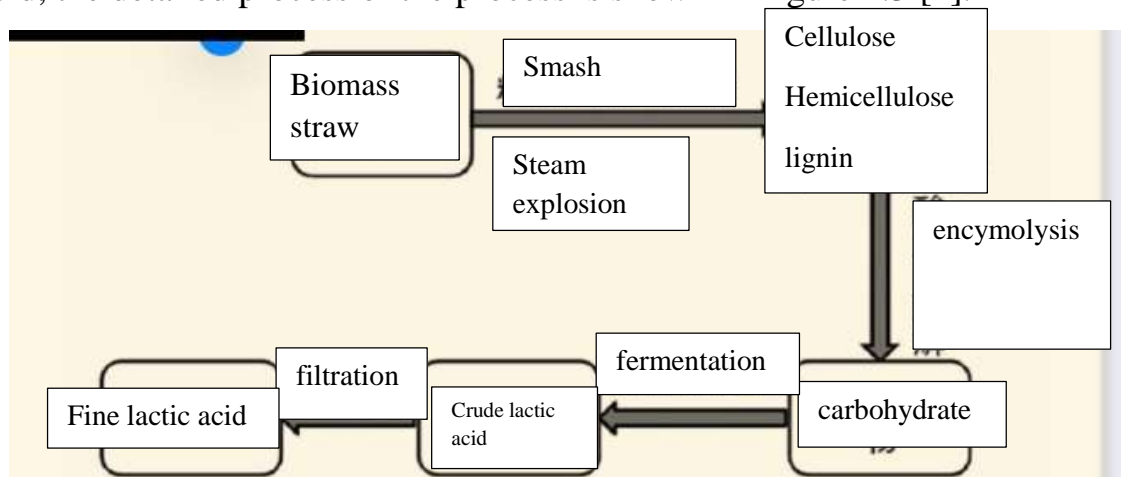 Smash
Cellulose
Biomass
straw
Hemicellulose
Steam
explosion
lignin
encymolysis
fermentation
filtration
Fine lactic acid
Crude lactic
acid
carbohydrate